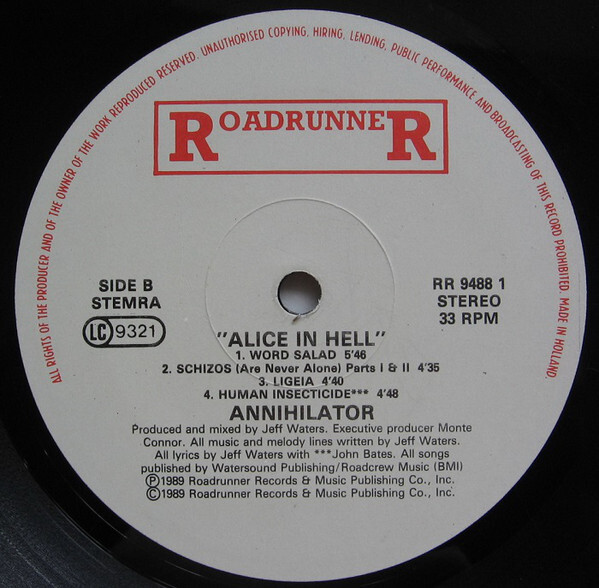 ALL RIGHTS OF THE PRODUCER AND OF THE OWNER OF THE WORK REPRODUCED RESERVED. UNAUTHORISED COPYING, HIRING, LENDING, PUBLIC PERFORMANCE AND BROADCASTING OF THIS RECORD PROHIBITED. MADE IN HOLLAND.
ROADRUNNER
SIDE B
STEMRA
LC 9321
RR 9488 1
STEREO
33 RPM
"ALICE IN HELL"
1. WORD SALAD 5'46
2. SCHIZOS (Are Never Alone) Parts I & II 4'35
3. LIGEIA 4'40
4. HUMAN INSECTICIDE*** 4'48
ANNIHILATOR
Produced and mixed by Jeff Waters. Executive producer Monte
Connor. All music and melody lines written by Jeff Waters.
All lyrics by Jeff Waters with ***John Bates. All songs
published by Watersound Publishing/Roadcrew Music (BMI)
Ⓟ1989 Roadrunner Records & Music Publishing Co., Inc.
©1989 Roadrunner Records & Music Publishing Co., Inc.